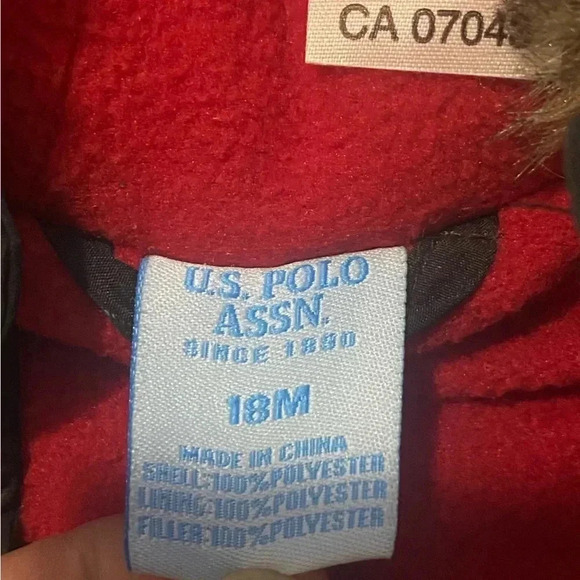 CA 0704
U.S. POLO
ASSN.
SINCE 1890
18M
MADE IN CHINA
SHELL:100%POLYESTER
LINING:100%POLYESTER
FILLER:100%POLYESTER